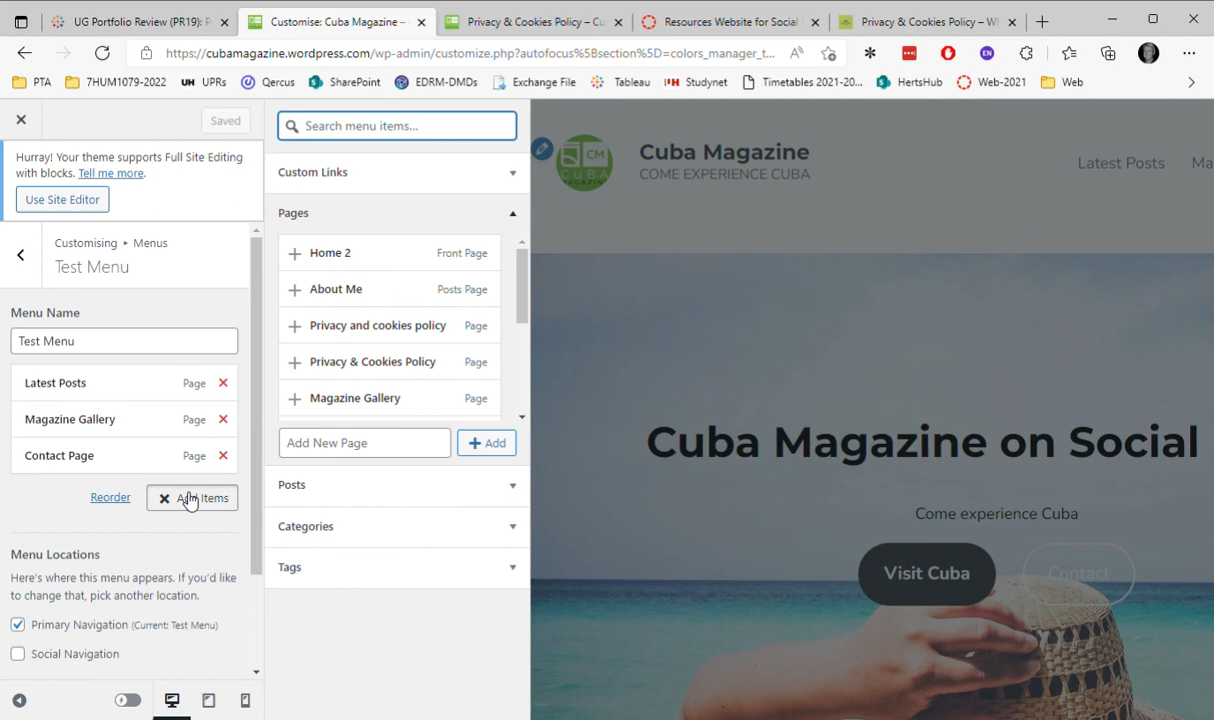 UG Portfolio Review (PR19): P
Customise: Cuba Magazine –
Privacy & Cookies Policy – Cu
Resources Website for Social
Privacy & Cookies Policy – W
https://cubamagazine.wordpress.com/wp-admin/customize.php?autofocus%5Bsection%5D=colors_manager_t...
PTA
7HUM1079-2022
UH UPRs
Qercus
SharePoint
EDRM-DMDs
Exchange File
Tableau
Studynet
Timetables 2021-20...
HertsHub
Web-2021
Web
Saved
Hurray! Your theme supports Full Site Editing
with blocks. Tell me more.
Use Site Editor
Customising ▸ Menus
Test Menu
Menu Name
Test Menu
Latest Posts Page
Magazine Gallery Page
Contact Page Page
Reorder
Add Items
Menu Locations
Here's where this menu appears. If you'd like
to change that, pick another location.
Primary Navigation (Current: Test Menu)
Social Navigation
Search menu items...
Custom Links
Pages
Home 2 Front Page
About Me Posts Page
Privacy and cookies policy Page
Privacy & Cookies Policy Page
Magazine Gallery Page
Add New Page
Add
Posts
Categories
Tags
CM
CUBA
MAGAZINE
Cuba Magazine
COME EXPERIENCE CUBA
Latest Posts
Ma
Cuba Magazine on Social
Come experience Cuba
Visit Cuba
Contact